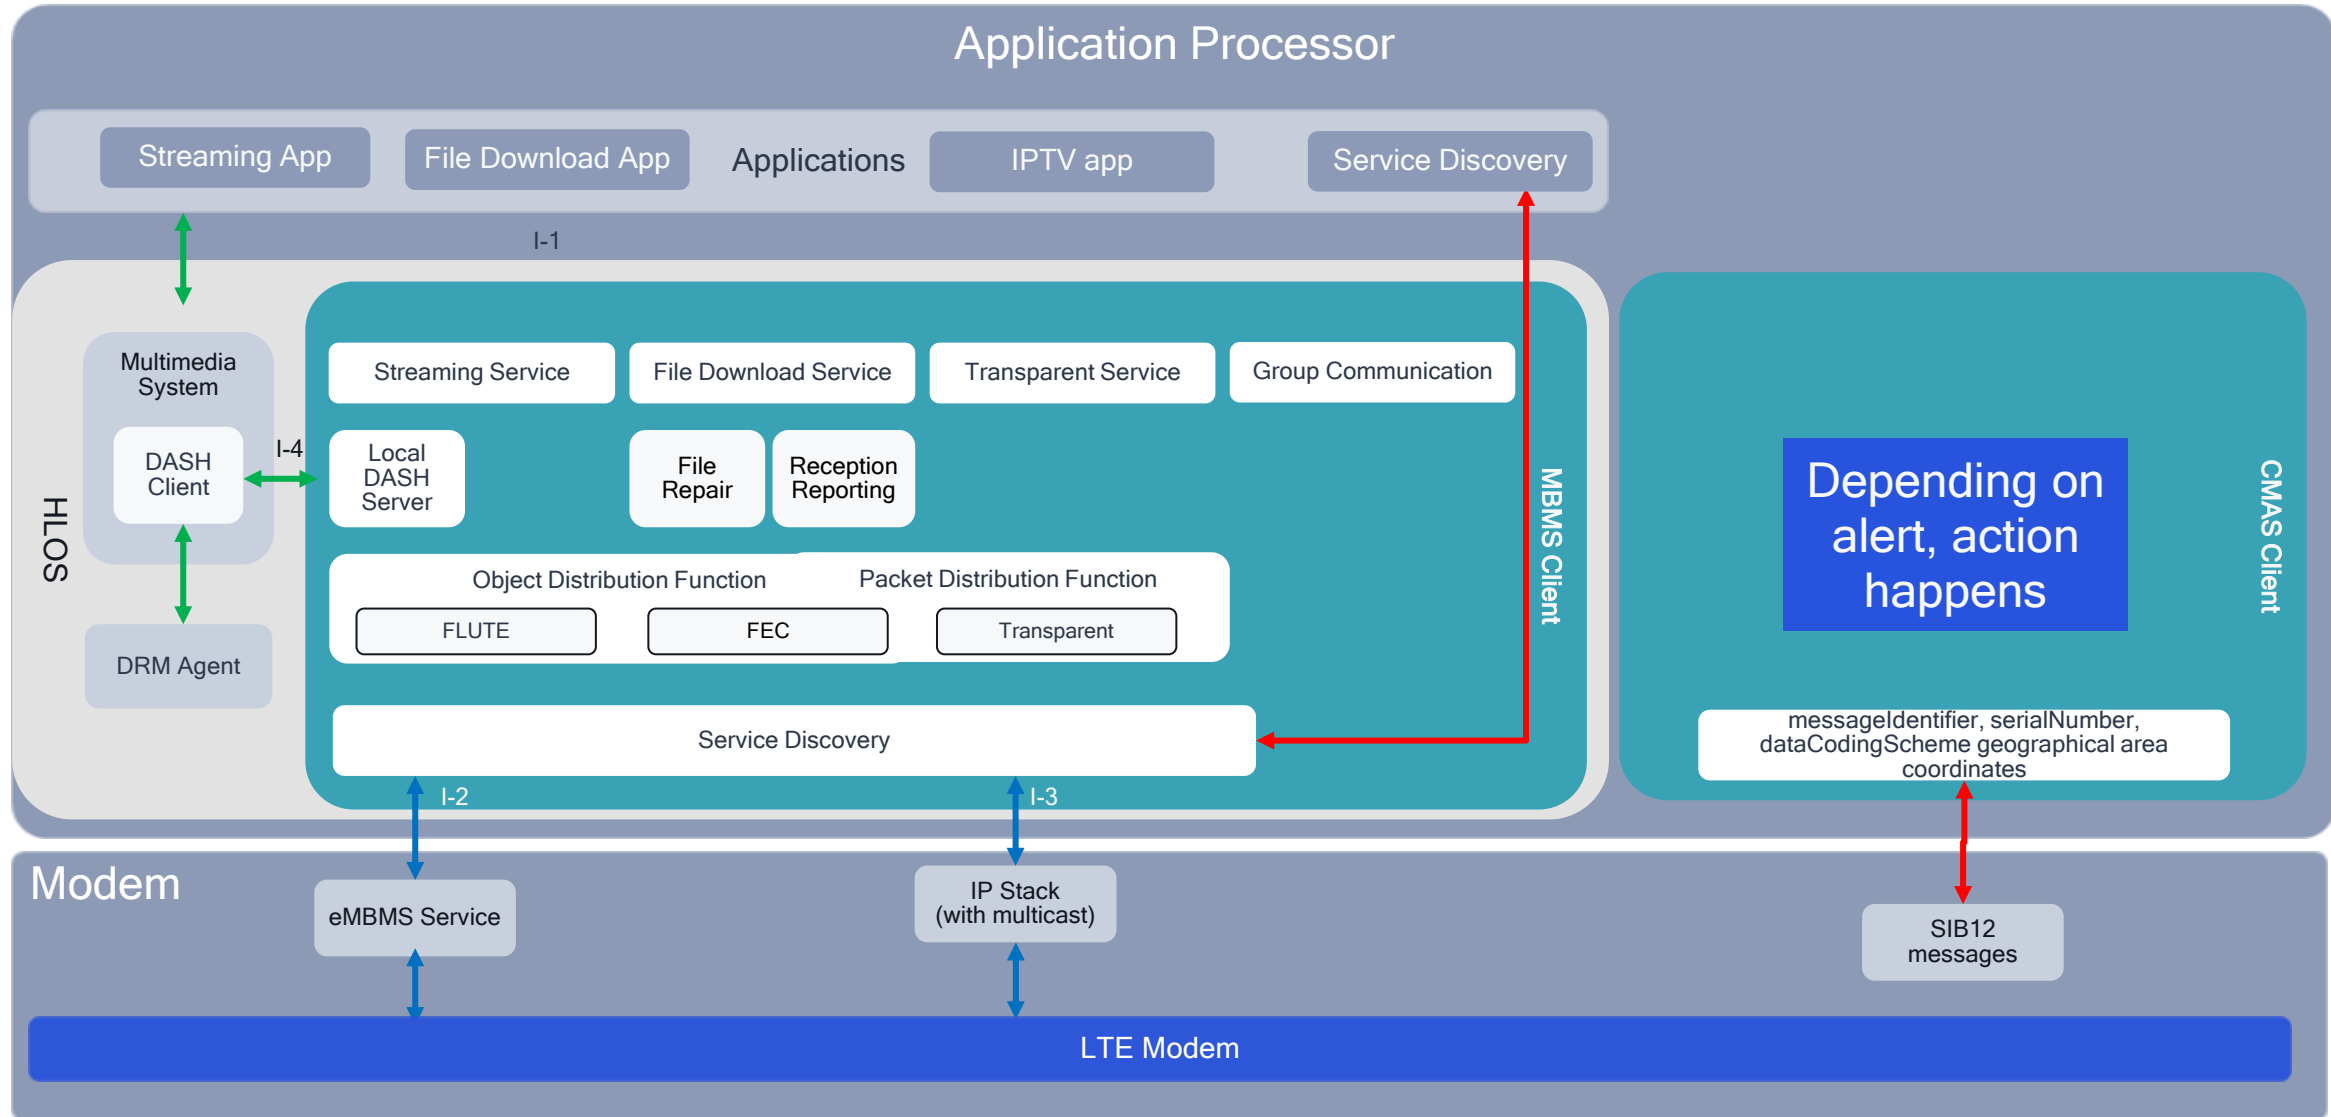 Application Processor
Streaming App
File Download App
Applications
IPTV app
Service Discovery
I-1
HLOS
Multimedia
System
DASH
Client
I-4
DRM Agent
Streaming Service
File Download Service
Transparent Service
Group Communication
Local
DASH
Server
File
Repair
Reception
Reporting
Object Distribution Function
Packet Distribution Function
FLUTE
FEC
Transparent
Service Discovery
MBMS Client
I-2
I-3
Depending on
alert, action
happens
CMAS Client
messageIdentifier, serialNumber,
dataCodingScheme geographical area
coordinates
Modem
eMBMS Service
IP Stack
(with multicast)
SIB12
messages
LTE Modem